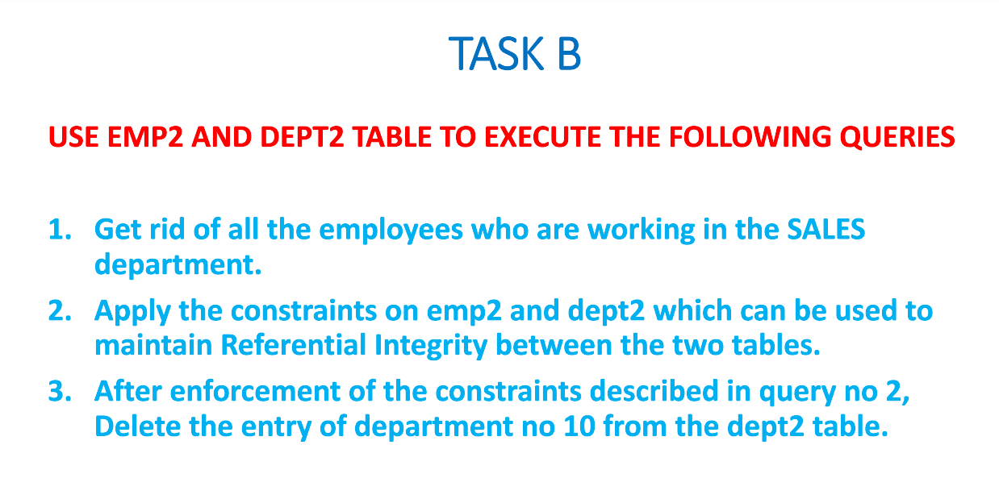 TASK B
USE EMP2 AND DEPT2 TABLE TO EXECUTE THE FOLLOWING QUERIES
1. Get rid of all the employees who are working in the SALES
department.
2. Apply the constraints on emp2 and dept2 which can be used to
maintain Referential Integrity between the two tables.
3. After enforcement of the constraints described in query no 2,
Delete the entry of department no 10 from the dept2 table.